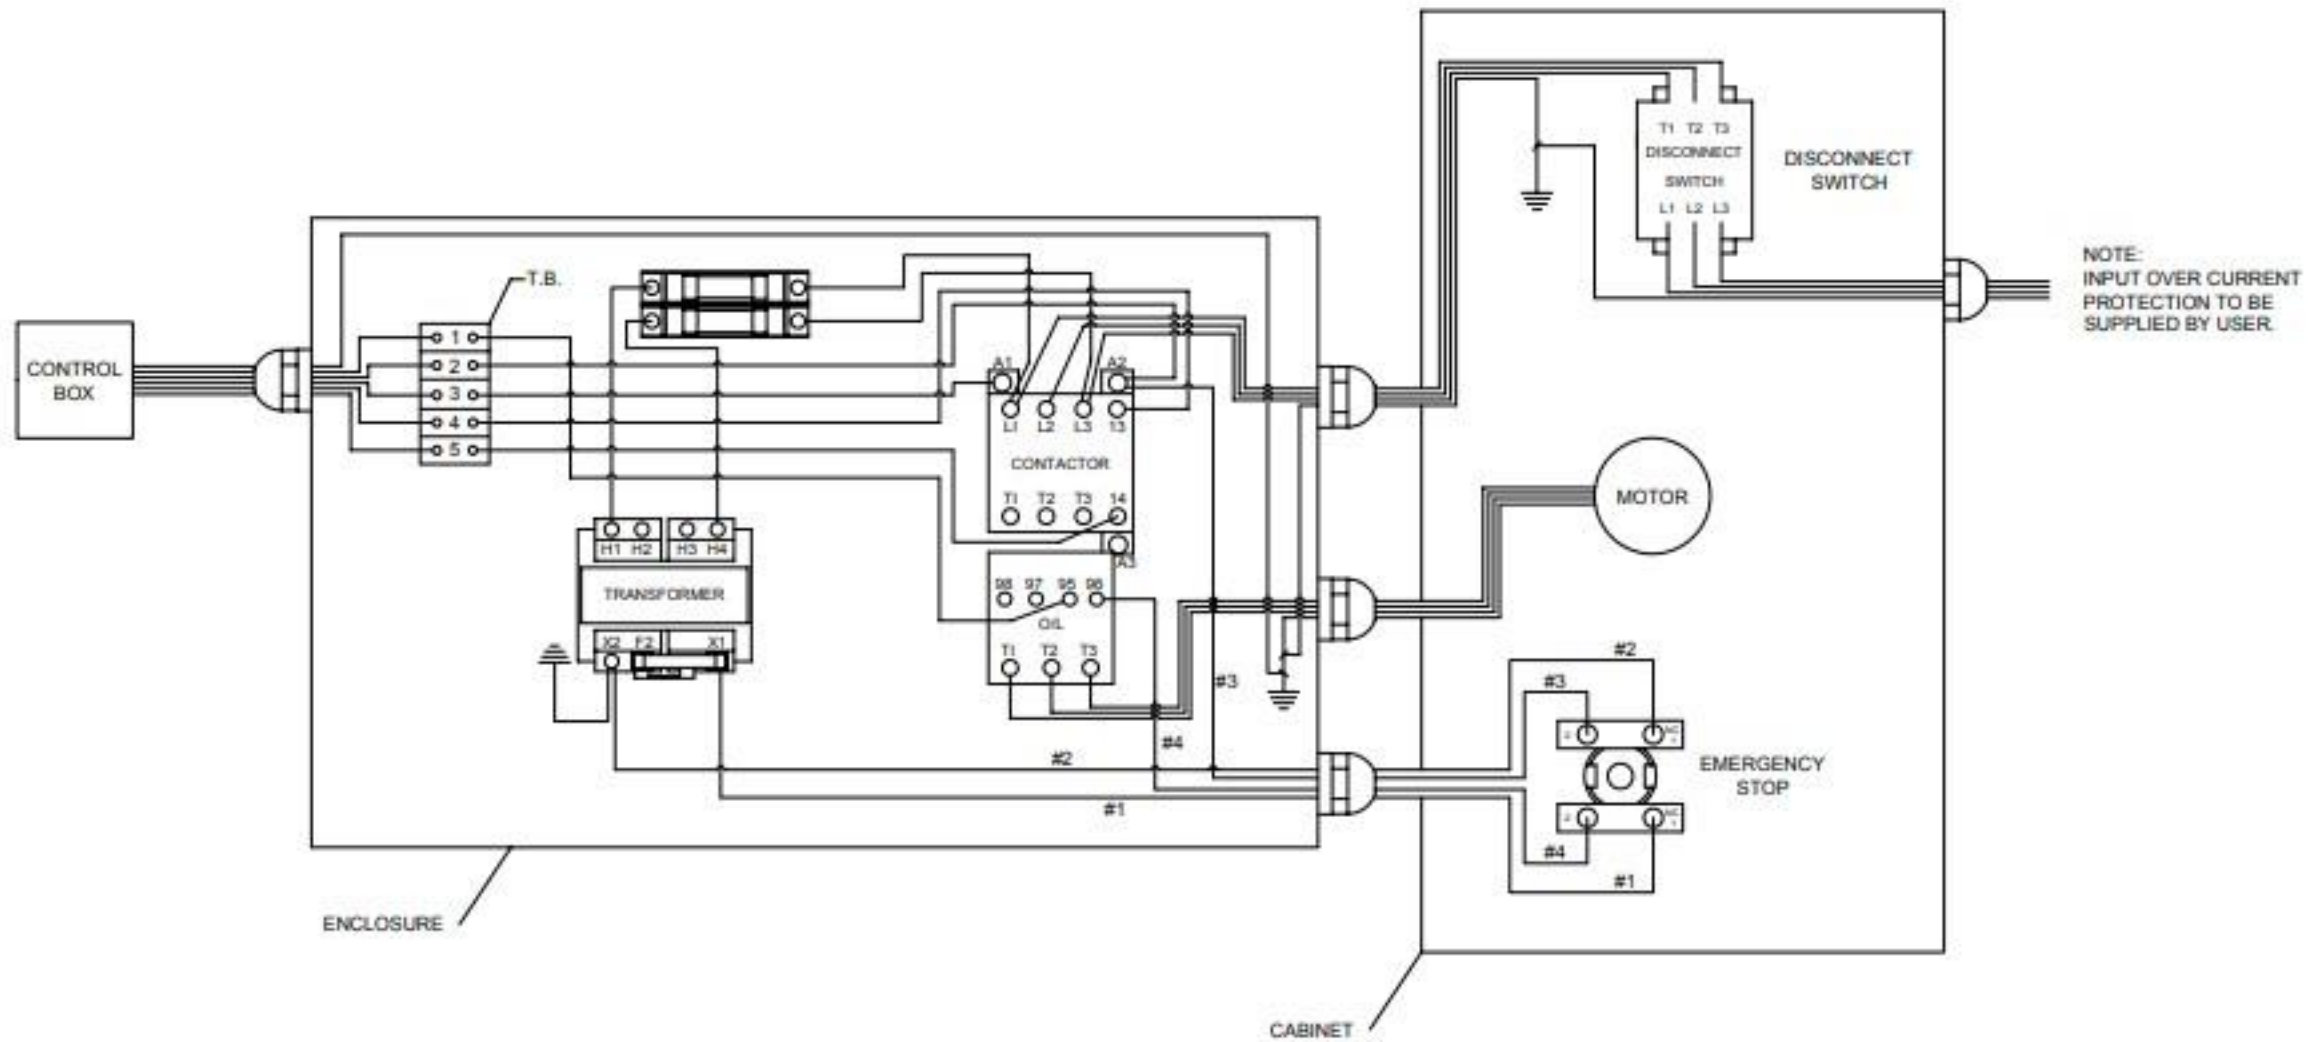 T1 T2 T3
DISCONNECT
SWITCH
L1 L2 L3
DISCONNECT
SWITCH
NOTE:
INPUT OVER CURRENT
PROTECTION TO BE
SUPPLIED BY USER.
T.B.
CONTROL
BOX
1
2
3
4
5
A1
A2
L1 L2 L3 13
CONTACTOR
T1 T2 T3 14
A3
98 97 95 96
O/L
T1 T2 T3
H1 H2 H3 H4
TRANSFORMER
X2 F2 X1
MOTOR
#3
#4
#2
#1
#2
#3
EMERGENCY
STOP
#4
#1
ENCLOSURE
CABINET